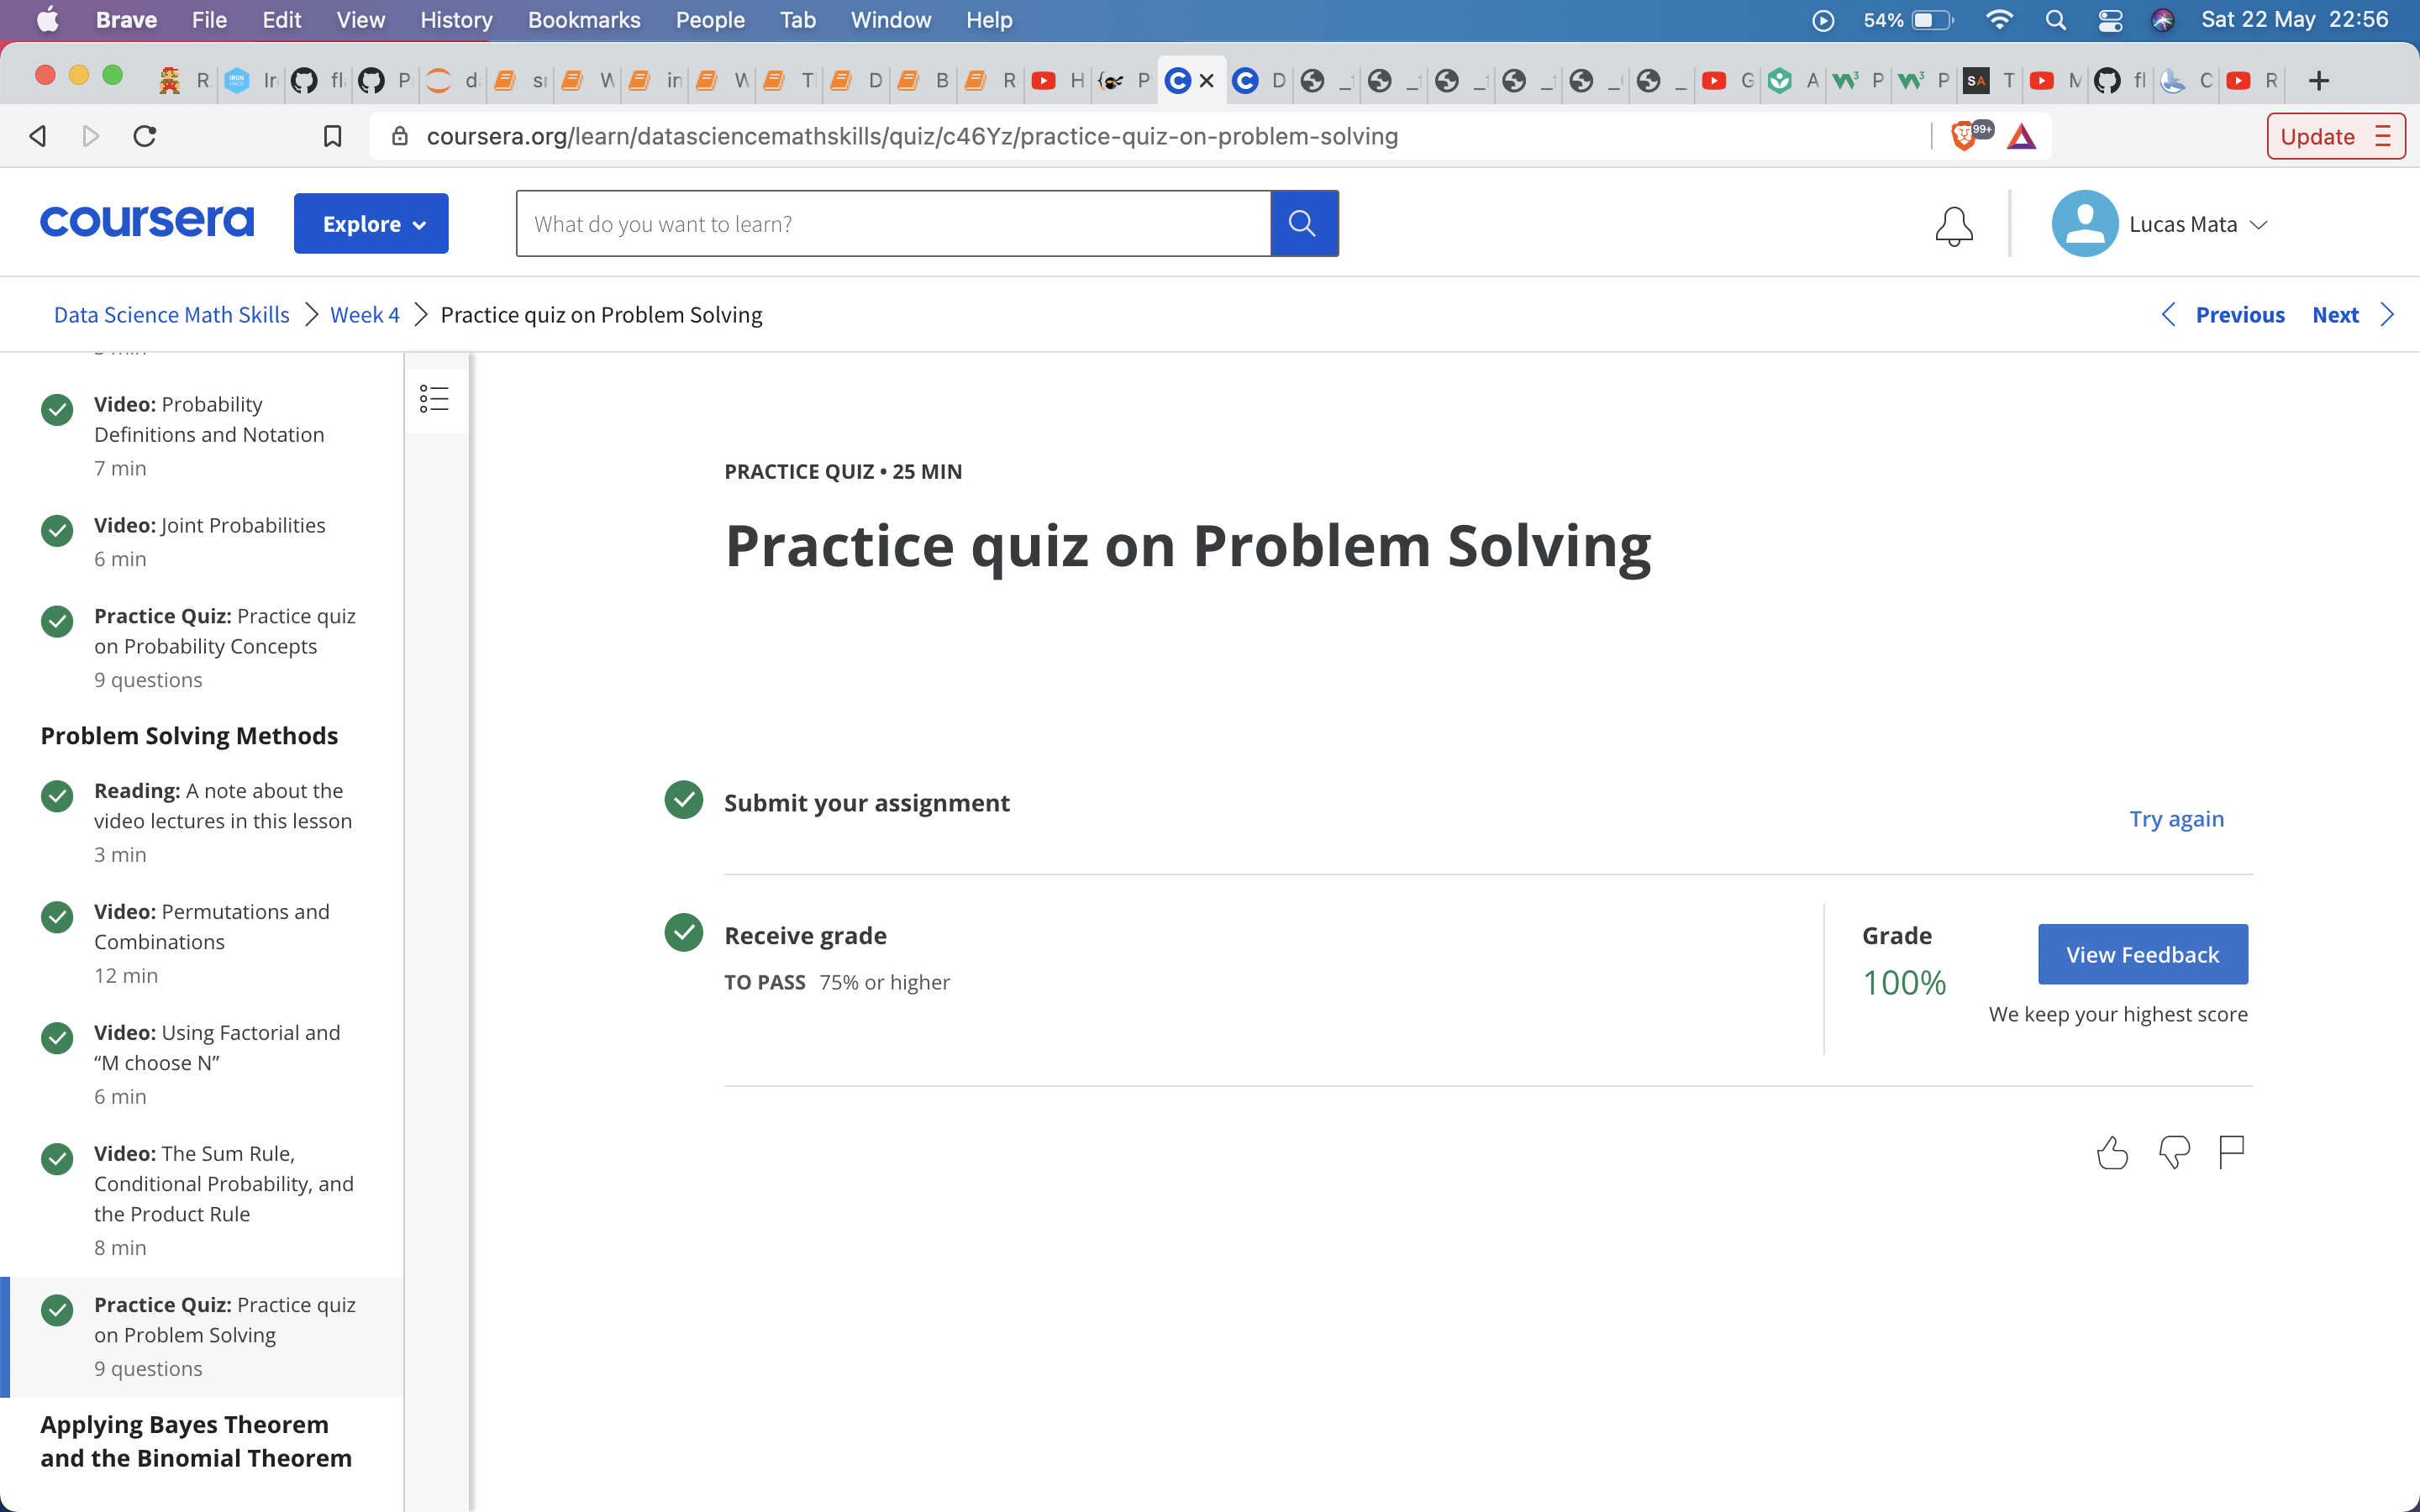 Brave File Edit View History Bookmarks People Tab Window Help 54% Sat 22 May 22:56
R P SA T G A C
coursera.org/learn/datasciencemathskills/quiz/c46Yz/practice-quiz-on-problem-solving 99+ Update
coursera Explore What do you want to learn? Lucas Mata
Data Science Math Skills Week 4 Practice quiz on Problem Solving Previous Next
Video: Probability
Definitions and Notation
7 min
Video: Joint Probabilities
6 min
Practice Quiz: Practice quiz
on Probability Concepts
9 questions
Problem Solving Methods
Reading: A note about the
video lectures in this lesson
3 min
Video: Permutations and
Combinations
12 min
Video: Using Factorial and
“M choose N”
6 min
Video: The Sum Rule,
Conditional Probability, and
the Product Rule
8 min
Practice Quiz: Practice quiz
on Problem Solving
9 questions
Applying Bayes Theorem
and the Binomial Theorem
PRACTICE QUIZ • 25 MIN
Practice quiz on Problem Solving
Submit your assignment
Try again
Receive grade
TO PASS 75% or higher
Grade
100%
View Feedback
We keep your highest score